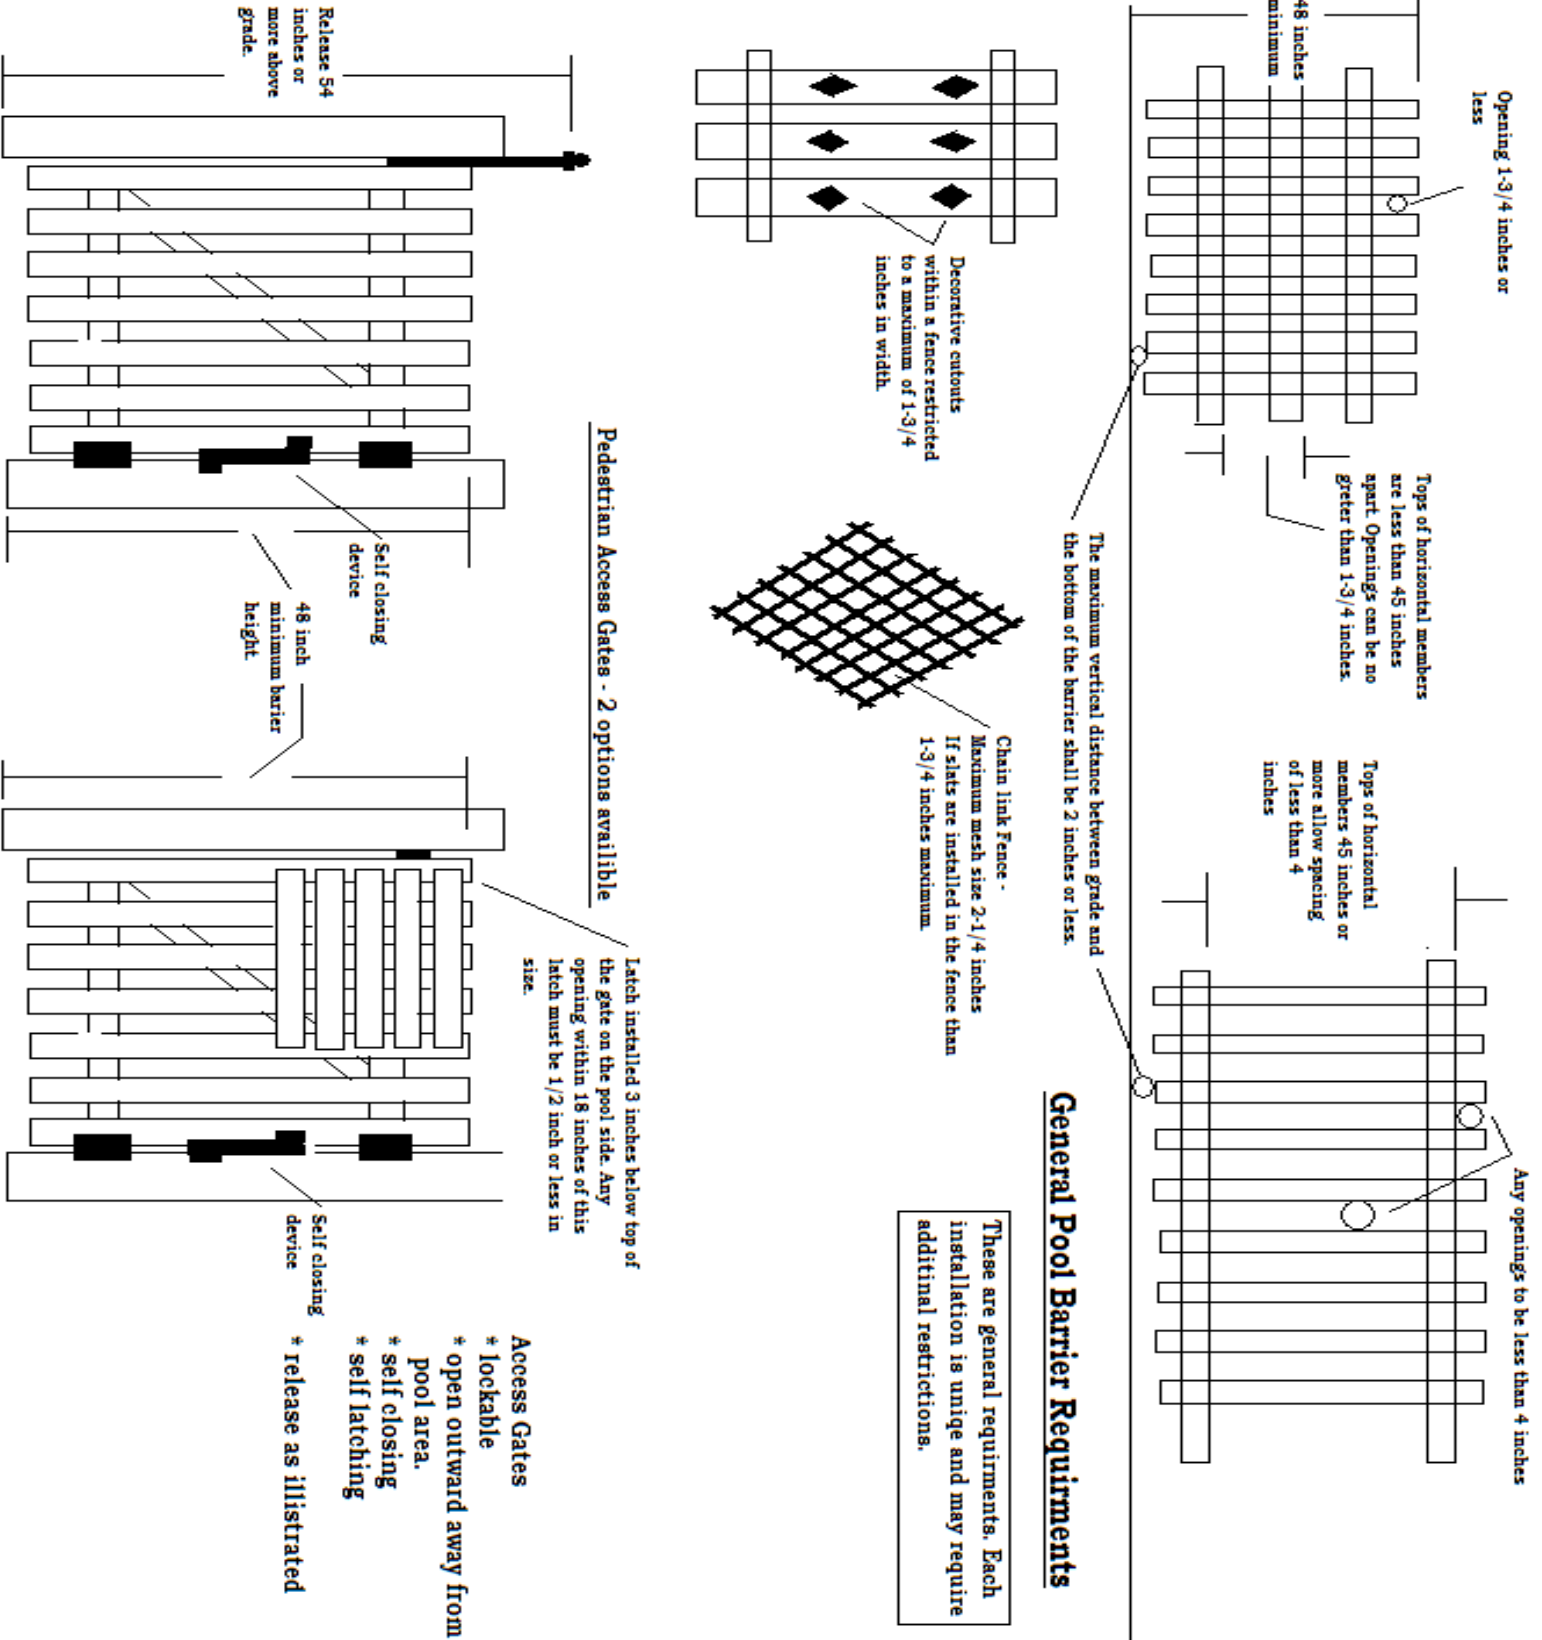 Opening 1-3/4 inches or
less
48 inches
minimum
Tops of horizontal members
are less than 45 inches
apart. Openings can be no
greter than 1-3/4 inches.
Tops of horizontal
members 45 inches or
more allow spacing
of less than 4
inches
Any openings to be less than 4 inches
The maximum vertical distance between grade and
the bottom of the barrier shall be 2 inches or less.
General Pool Barrier Requirments
Decorative cutouts
within a fence restricted
to a maximum of 1-3/4
inches in width.
Chain link Fence -
Maximum mesh size 2-1/4 inches
If slats are installed in the fence than
1-3/4 inches maximum.
These are general requirments. Each
installation is uniqe and may require
additinal restrictions.
Pedestrian Access Gates - 2 options availible
Release 54
inches or
more above
grade.
Self closing
device
48 inch
minimum barier
height.
Latch installed 3 inches below top of
the gate on the pool side. Any
opening within 18 inches of this
latch must be 1/2 inch or less in
size.
Self closing
device
Access Gates
* lockable
* open outward away from
pool area.
* self closing
* self latching
* release as illistrated